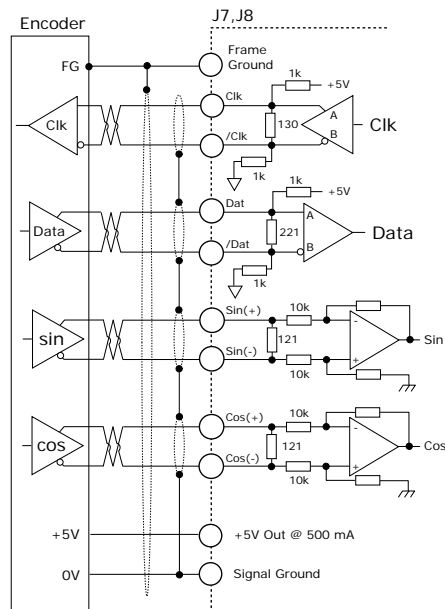 Encoder
J7,J8
FG
Frame
Ground
1k
+5V
Clk
Clk
A
130
B
Clk
/Clk
1k
1k
+5V
Dat
Data
A
221
B
Data
/Dat
1k
Sin(+)
10k
-
sin
121
Sin
Sin(-)
+
10k
Cos(+)
10k
-
cos
121
Cos
Cos(-)
+
10k
+5V
+5V Out @ 500 mA
0V
Signal Ground